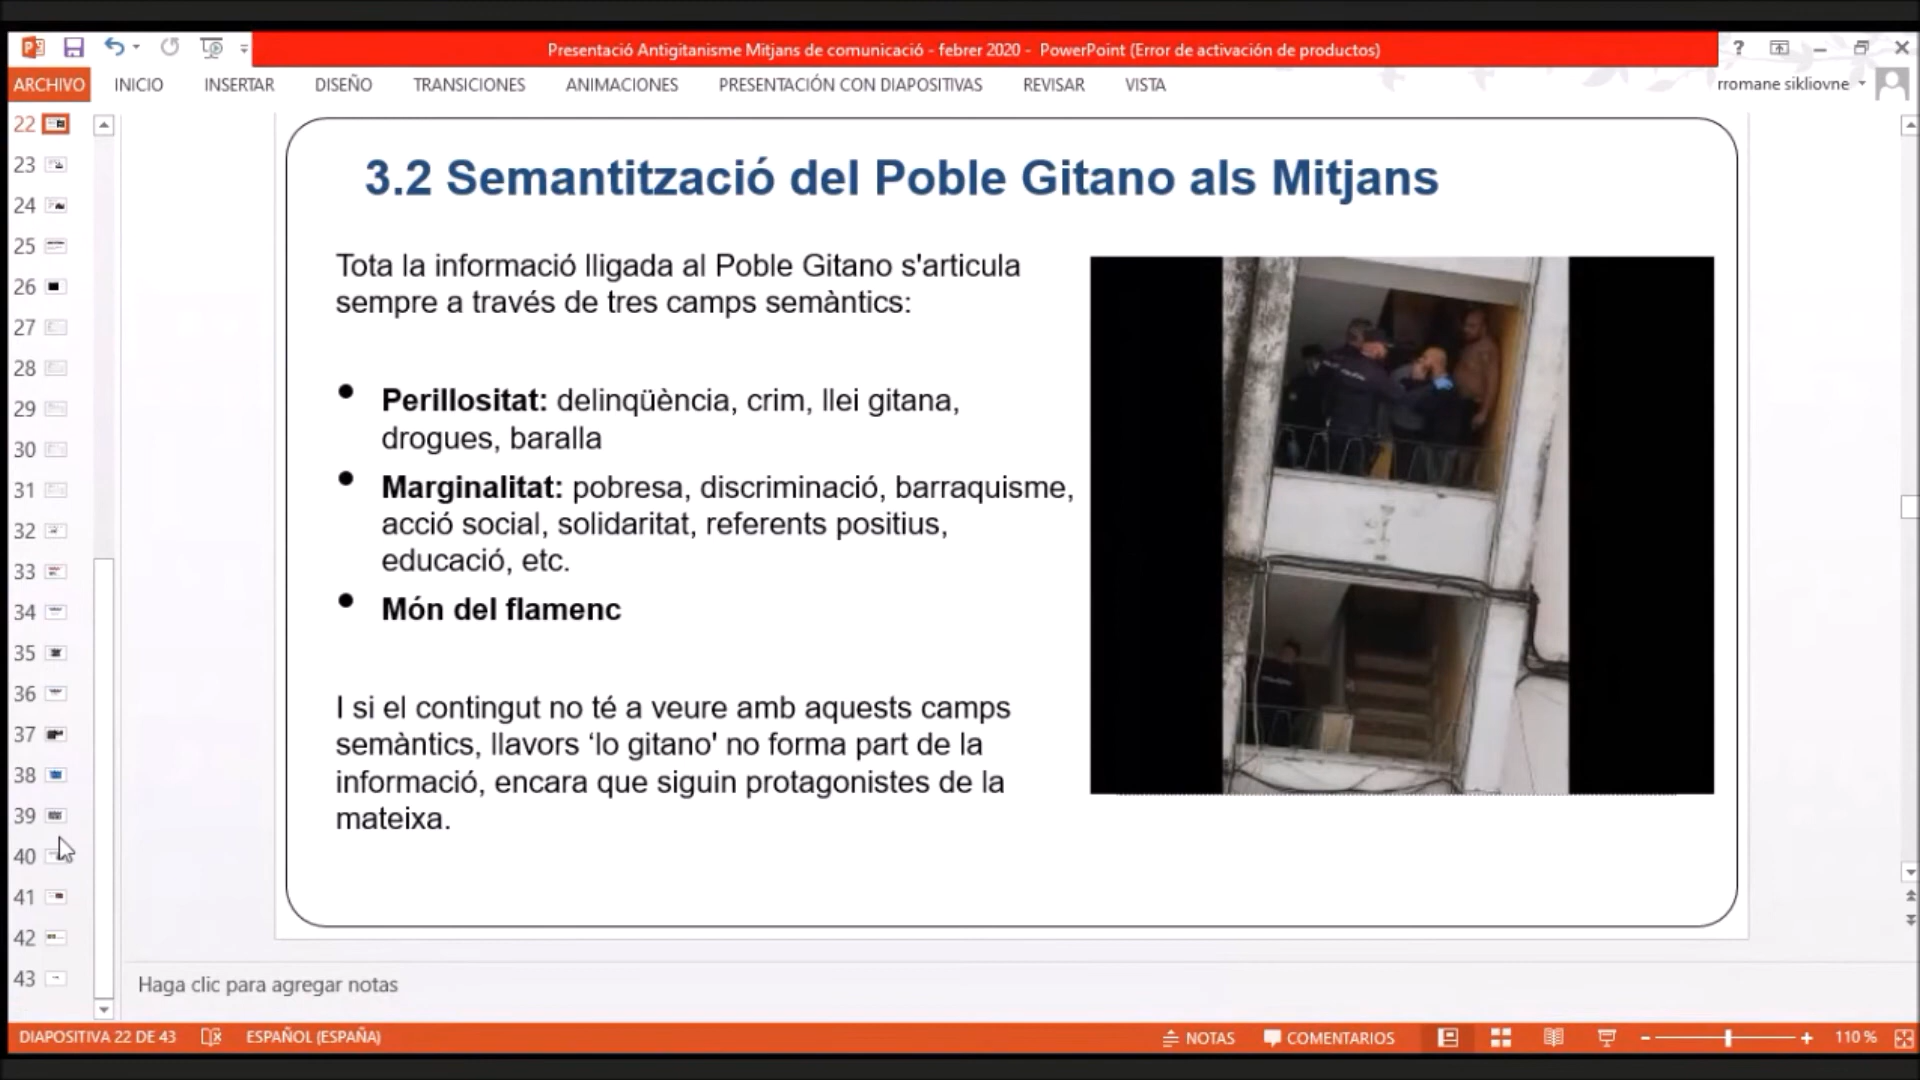 Presentació Antigitanisme Mitjans de comunicació - febrer 2020 - PowerPoint (Error de activación de productos)
?
ARCHIVO INICIO INSERTAR DISEÑO TRANSICIONES ANIMACIONES PRESENTACIÓN CON DIAPOSITIVAS REVISAR VISTA rromane sikliovne
22
23
24
25
26
27
28
29
30
31
32
33
34
35
36
37
38
39
40
41
42
43
3.2 Semantització del Poble Gitano als Mitjans
Tota la informació lligada al Poble Gitano s'articula
sempre a través de tres camps semàntics:
• Perillositat: delinqüència, crim, llei gitana,
drogues, baralla
• Marginalitat: pobresa, discriminació, barraquisme,
acció social, solidaritat, referents positius,
educació, etc.
• Món del flamenc
I si el contingut no té a veure amb aquests camps
semàntics, llavors ‘lo gitano' no forma part de la
informació, encara que siguin protagonistes de la
mateixa.
Haga clic para agregar notas
DIAPOSITIVA 22 DE 43 ESPAÑOL (ESPAÑA) NOTAS COMENTARIOS 110 %